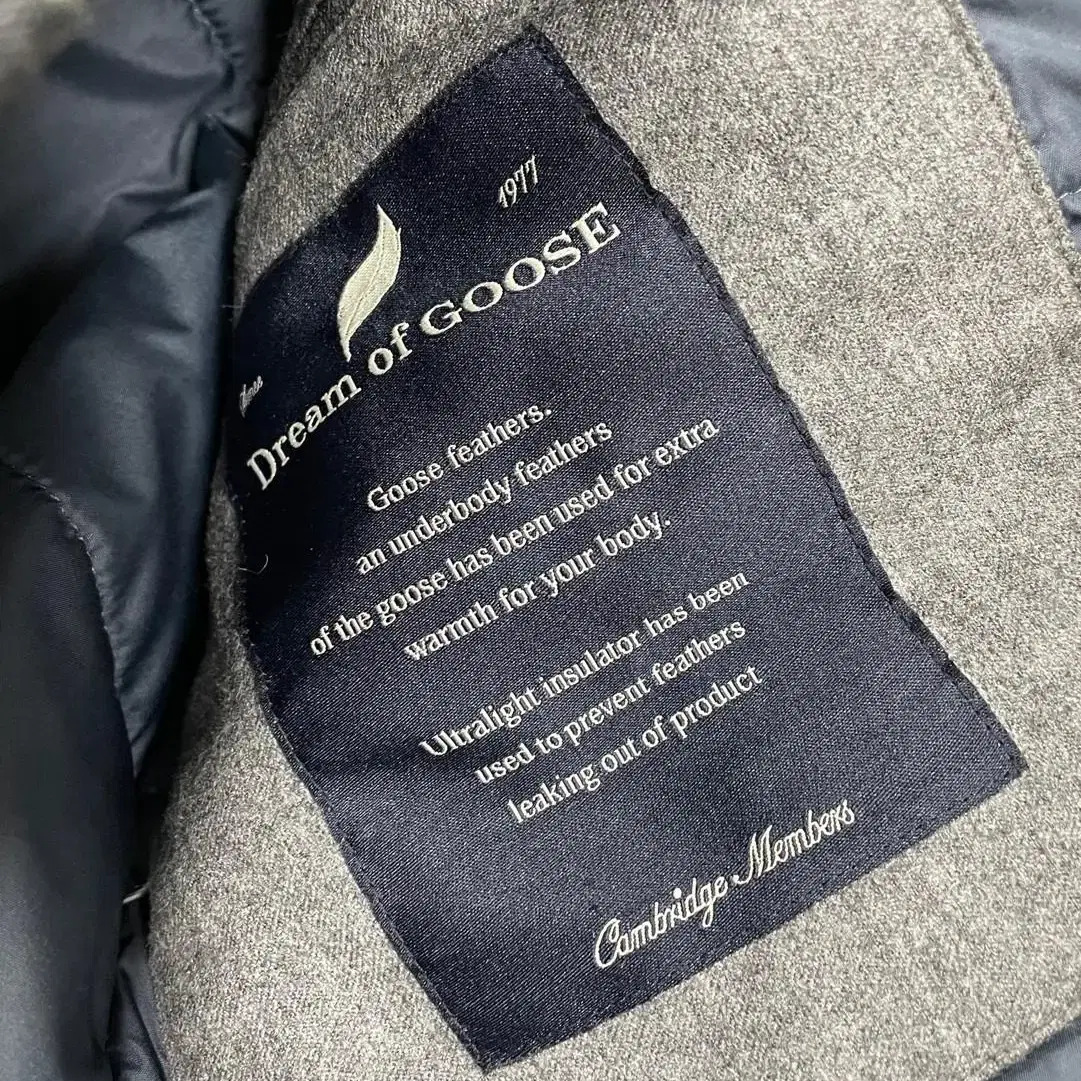 since
1977
Dream of GOOSE
Goose feathers.
an underbody feathers
of the goose has been used for extra
warmth for your body.
Ultralight insulator has been
used to prevent feathers
leaking out of product
Cambridge Members